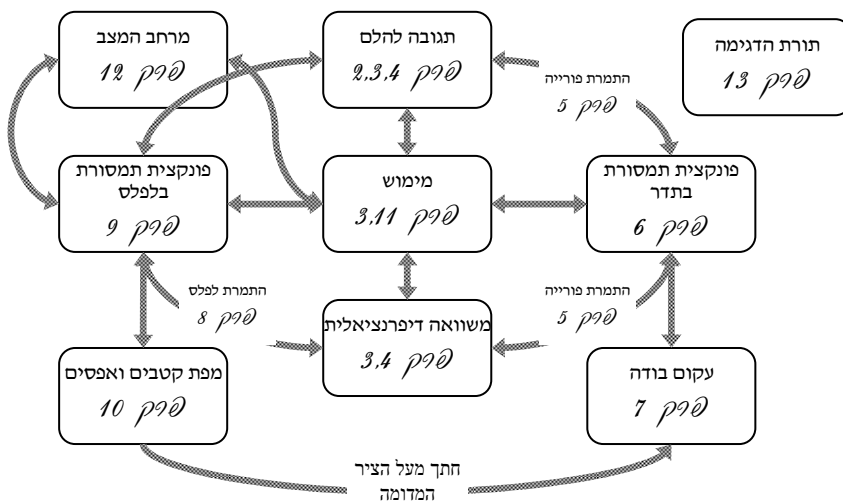 תורת הדגימה
פרק 13
תגובה להלם
פרק 2,3,4
מרחב המצב
פרק 12
התמרת פורייה
פרק 5
פונקצית תמסורת
בתדר
פרק 6
מימוש
פרק 3,11
פונקצית תמסורת
בלפלס
פרק 9
התמרת פורייה
פרק 5
התמרת לפלס
פרק 8
משוואה דיפרנציאלית
פרק 3,4
עקום בודה
פרק 7
מפת קטבים ואפסים
פרק 10
חתך מעל הציר
המדומה